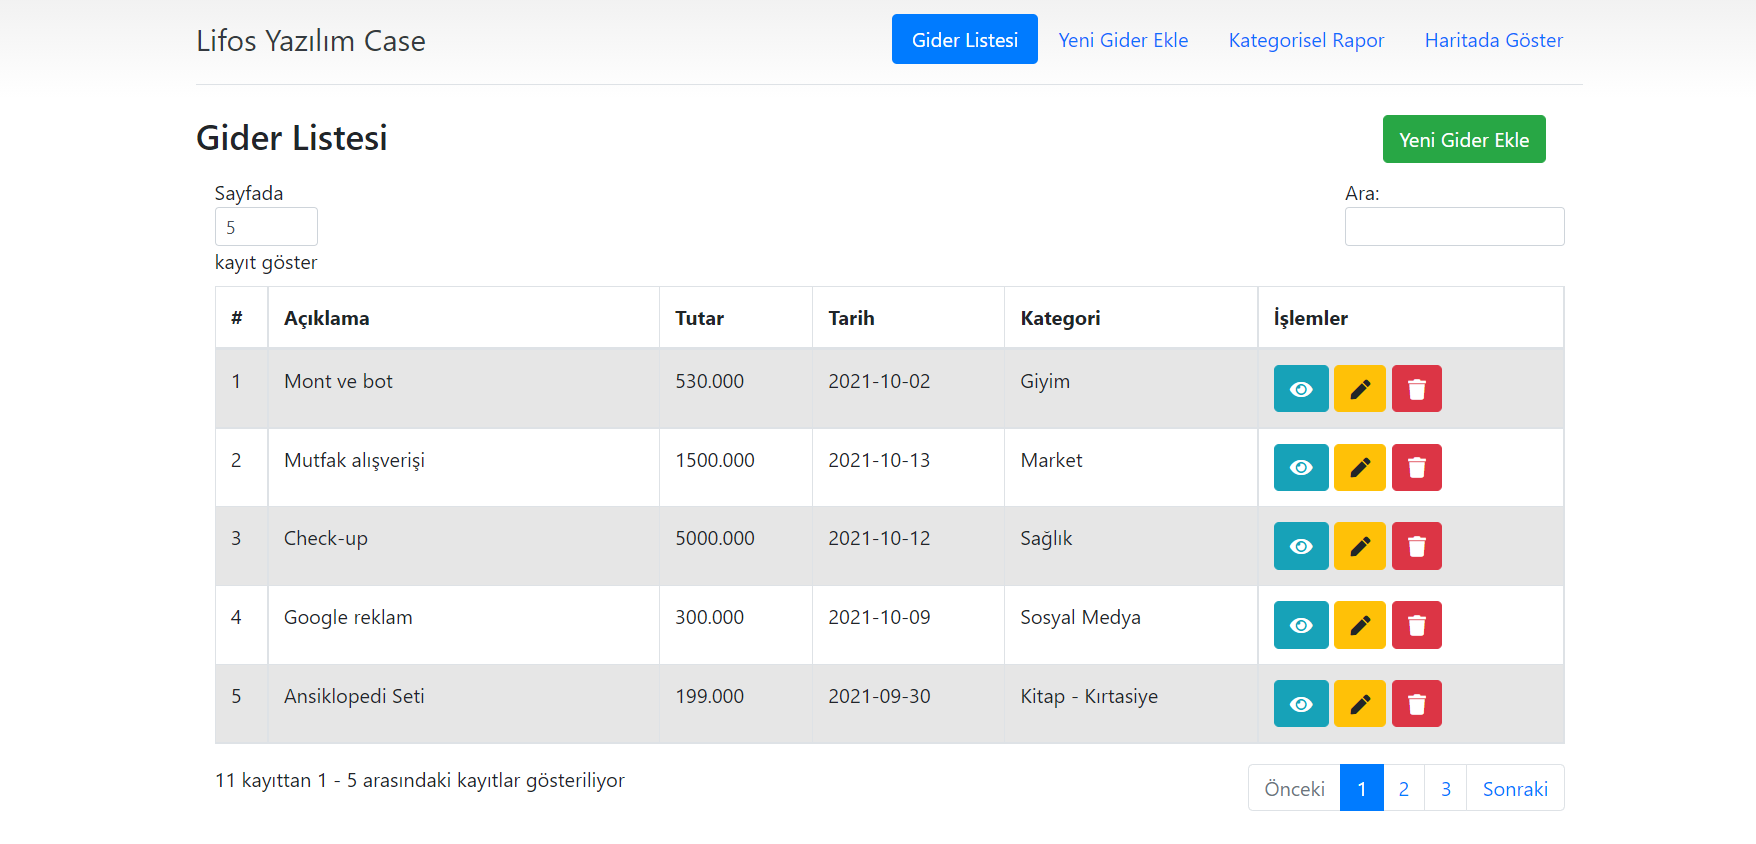 Lifos Yazılım Case
Gider Listesi Yeni Gider Ekle Kategorisel Rapor Haritada Göster
Gider Listesi
Yeni Gider Ekle
Sayfada
5
kayıt göster
Ara:
# Açıklama Tutar Tarih Kategori İşlemler
1 Mont ve bot 530.000 2021-10-02 Giyim
2 Mutfak alışverişi 1500.000 2021-10-13 Market
3 Check-up 5000.000 2021-10-12 Sağlık
4 Google reklam 300.000 2021-10-09 Sosyal Medya
5 Ansiklopedi Seti 199.000 2021-09-30 Kitap - Kırtasiye
11 kayıttan 1 - 5 arasındaki kayıtlar gösteriliyor
Önceki 1 2 3 Sonraki